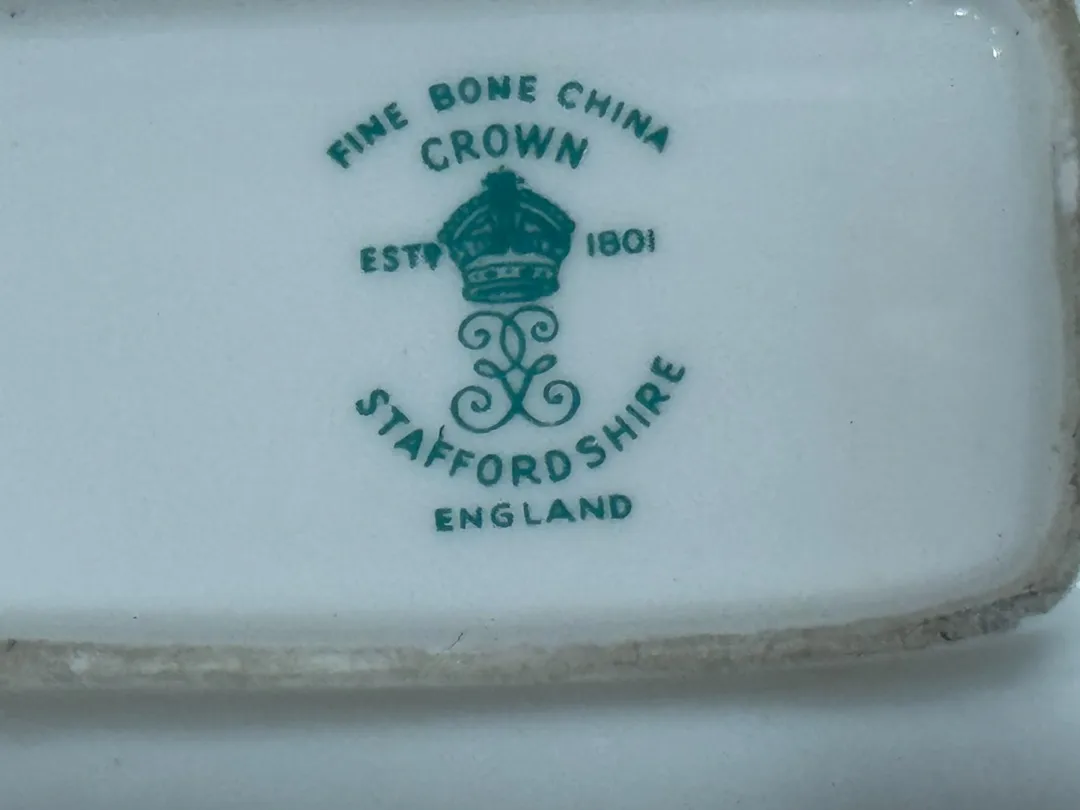 FINE BONE CHINA
CROWN
ESTD 1801
STAFFORDSHIRE
ENGLAND